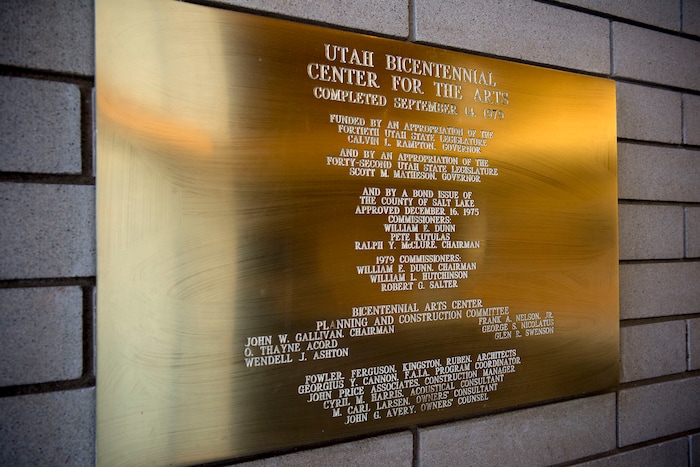 UTAH BICENTENNIAL
CENTER FOR THE ARTS
COMPLETED SEPTEMBER 14, 1979
FUNDED BY AN APPROPRIATION OF THE
FORTIETH UTAH STATE LEGISLATURE
CALVIN L. RAMPTON, GOVERNOR
AND BY AN APPROPRIATION OF THE
FORTY-SECOND UTAH STATE LEGISLATURE
SCOTT M. MATHESON, GOVERNOR
AND BY A BOND ISSUE OF
THE COUNTY OF SALT LAKE
APPROVED DECEMBER 16, 1975
COMMISSIONERS:
WILLIAM E. DUNN
PETE KUTULAS
RALPH Y. McCLURE, CHAIRMAN
1979 COMMISSIONERS:
WILLIAM E. DUNN, CHAIRMAN
WILLIAM L. HUTCHINSON
ROBERT G. SALTER
BICENTENNIAL ARTS CENTER
PLANNING AND CONSTRUCTION COMMITTEE
JOHN W. GALLIVAN, CHAIRMAN
O. THAYNE ACORD
WENDELL J. ASHTON
FRANK A. NELSON, JR.
GEORGE S. NICOLATUS
GLEN R. SWENSON
FOWLER, FERGUSON, KINGSTON, RUBEN, ARCHITECTS
GEORGIUS Y. CANNON, F.A.I.A. PROGRAM COORDINATOR
JOHN PRICE ASSOCIATES, CONSTRUCTION MANAGER
CYRIL M. HARRIS, ACOUSTICAL CONSULTANT
M. CARL LARSEN, OWNERS' CONSULTANT
JOHN G. AVERY, OWNERS' COUNSEL